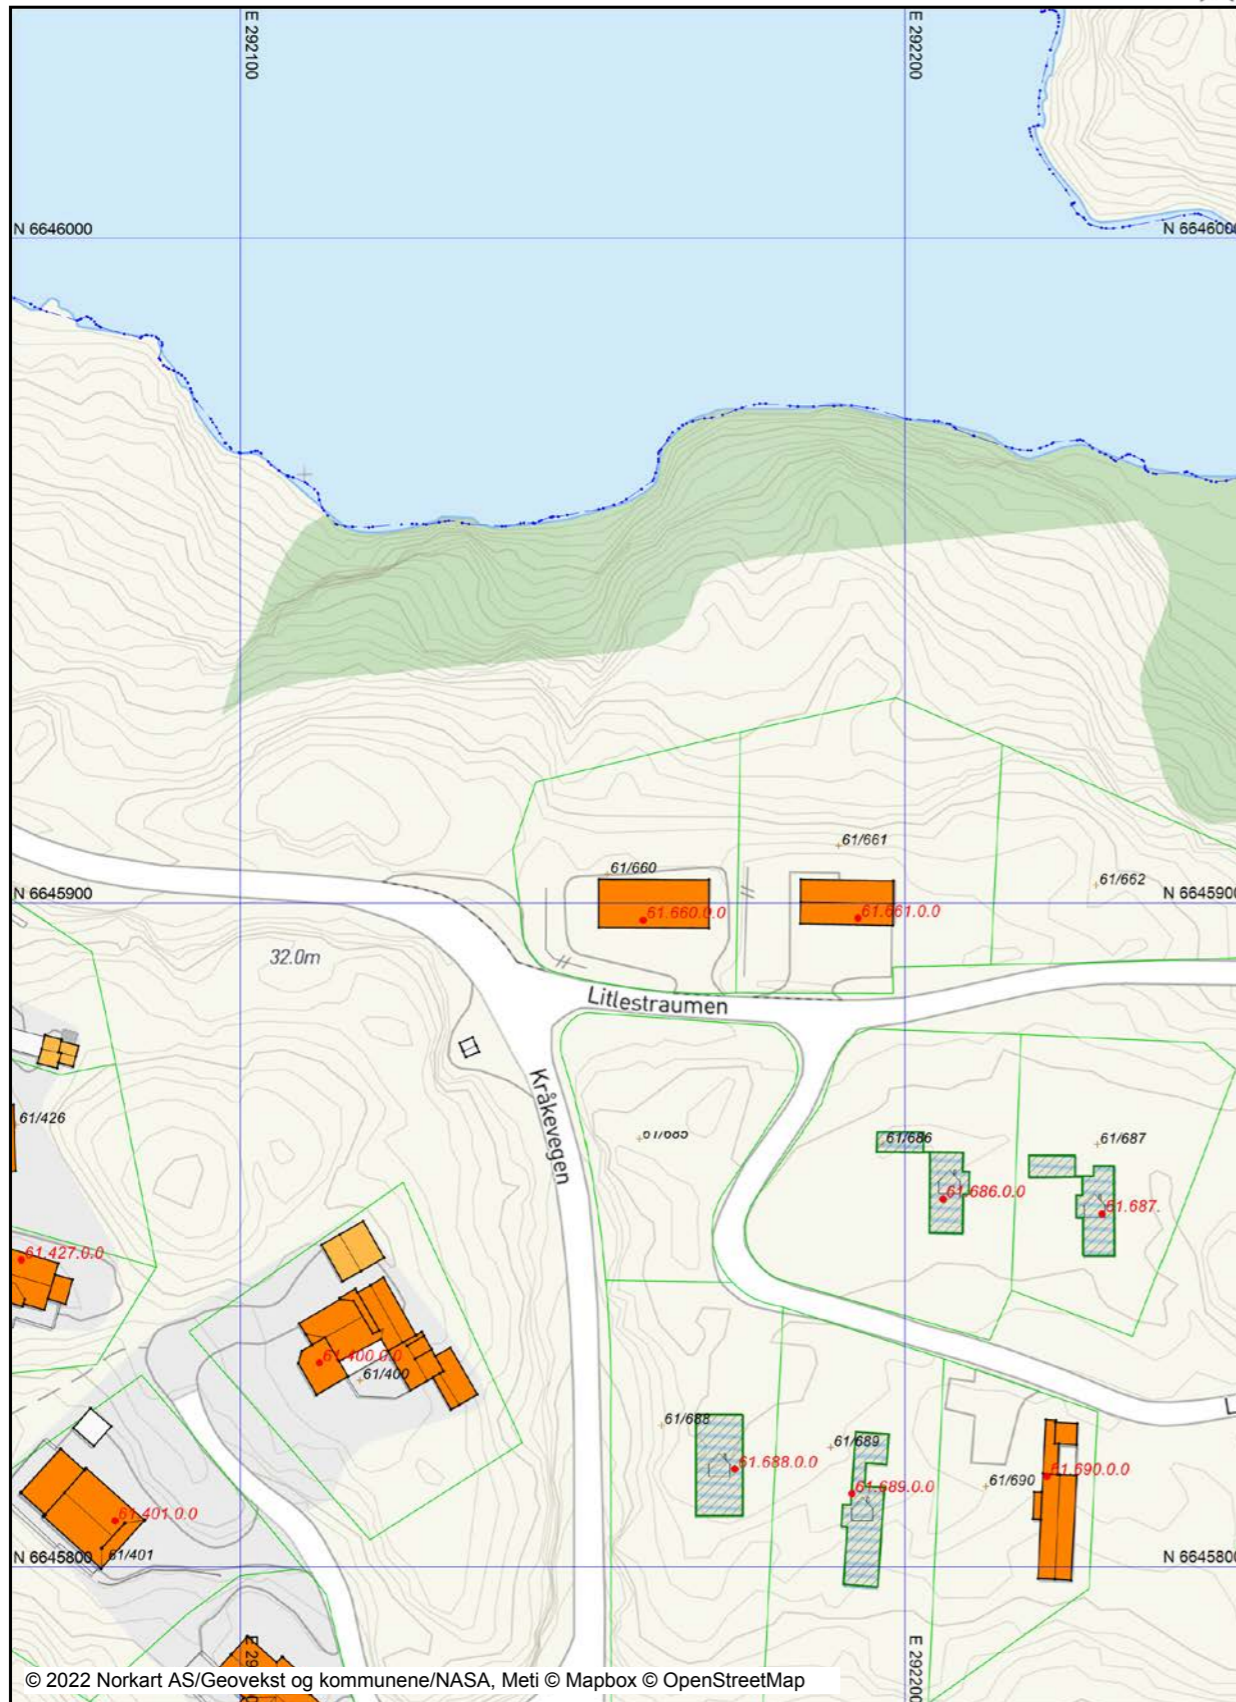 E 292100
E 292200
N 6646000
N 6646000
61/661
61/660
61/662
N 6645900
N 6645900
61.660.0.0
61.661.0.0
32.0m
Litlestraumen
Kråkevegen
61/426
61/686
61/687
61.686.0.0
61.687.
61.427.0.0
61.400.0.0
61/400
61/688
61/689
61.688.0.0
61.690.0.0
61/690
61.689.0.0
61.401.0.0
61/401
N 6645800
N 6645800
E 292200
© 2022 Norkart AS/Geovekst og kommunene/NASA, Meti © Mapbox © OpenStreetMap